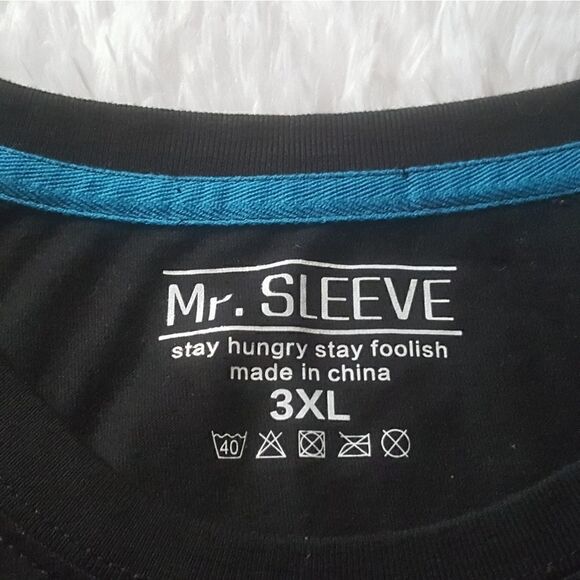 Mr. SLEEVE
stay hungry stay foolish
made in china
3XL
40